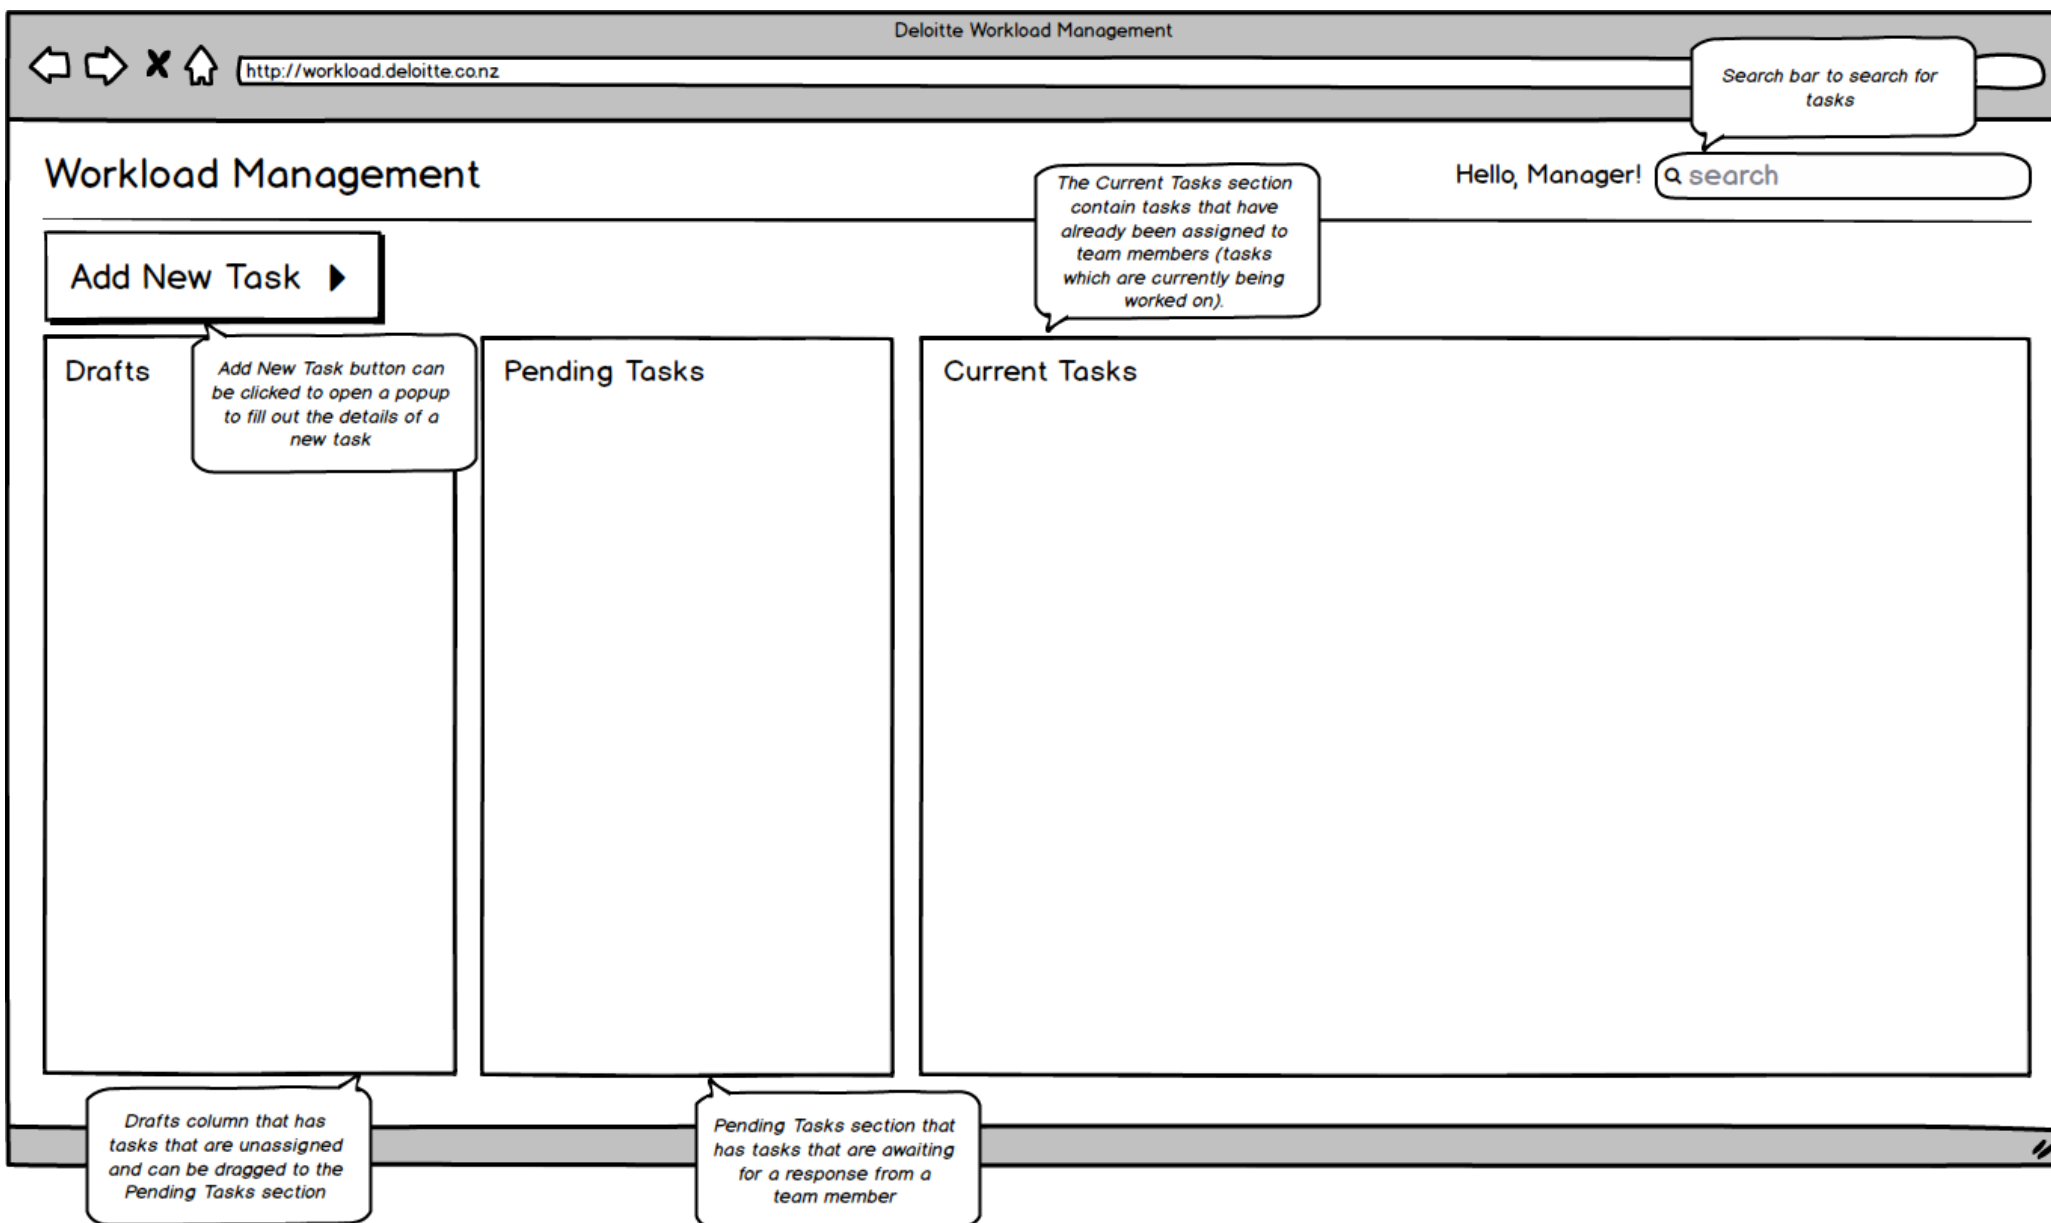 Deloitte Workload Management
http://workload.deloitte.co.nz
Search bar to search for
tasks
Workload Management
Hello, Manager!
search
The Current Tasks section
contain tasks that have
already been assigned to
team members (tasks
which are currently being
worked on).
Add New Task
Drafts
Add New Task button can
be clicked to open a popup
to fill out the details of a
new task
Pending Tasks
Current Tasks
Drafts column that has
tasks that are unassigned
and can be dragged to the
Pending Tasks section
Pending Tasks section that
has tasks that are awaiting
for a response from a
team member